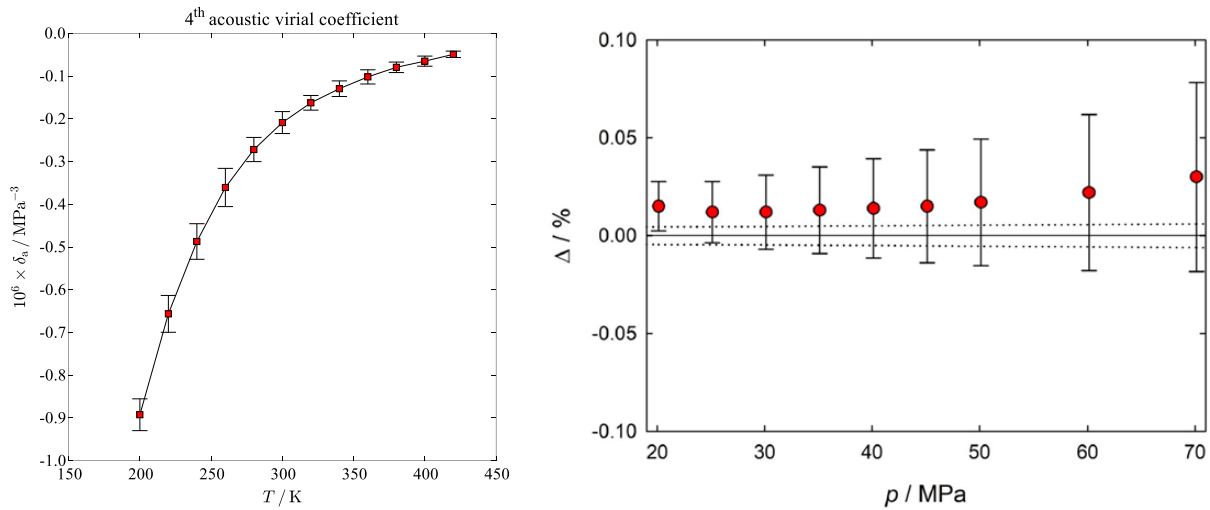 4th acoustic virial coefficient
0.0
-0.1
-0.2
-0.3
-0.4
-0.5
-0.6
-0.7
-0.8
-0.9
-1.0
10⁶ × δₐ / MPa⁻³
150 200 250 300 350 400 450
T / K
0.10
0.05
0.00
-0.05
-0.10
Δ / %
20 30 40 50 60 70
p / MPa